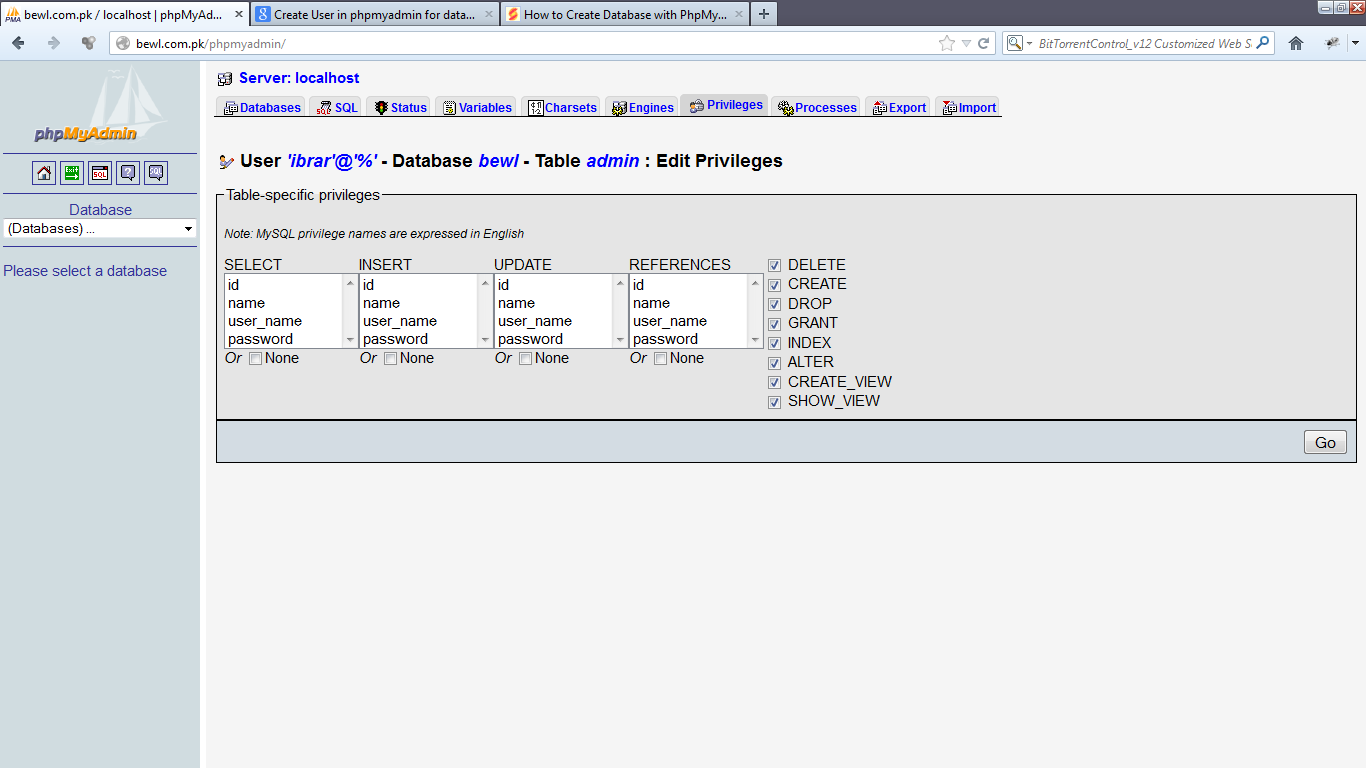 bewl.com.pk / localhost | phpMyAd...
Create User in phpmyadmin for data...
How to Create Database with PhpMy...
bewl.com.pk/phpmyadmin/
BitTorrentControl_v12 Customized Web S
phpMyAdmin
Database
(Databases) ...
Please select a database
Server: localhost
Databases SQL Status Variables Charsets Engines Privileges Processes Export Import
User 'ibrar'@'%' - Database bewl - Table admin : Edit Privileges
Table-specific privileges
Note: MySQL privilege names are expressed in English
SELECT INSERT UPDATE REFERENCES
id id id id
name name name name
user_name user_name user_name user_name
password password password password
Or None Or None Or None Or None
DELETE
CREATE
DROP
GRANT
INDEX
ALTER
CREATE_VIEW
SHOW_VIEW
Go